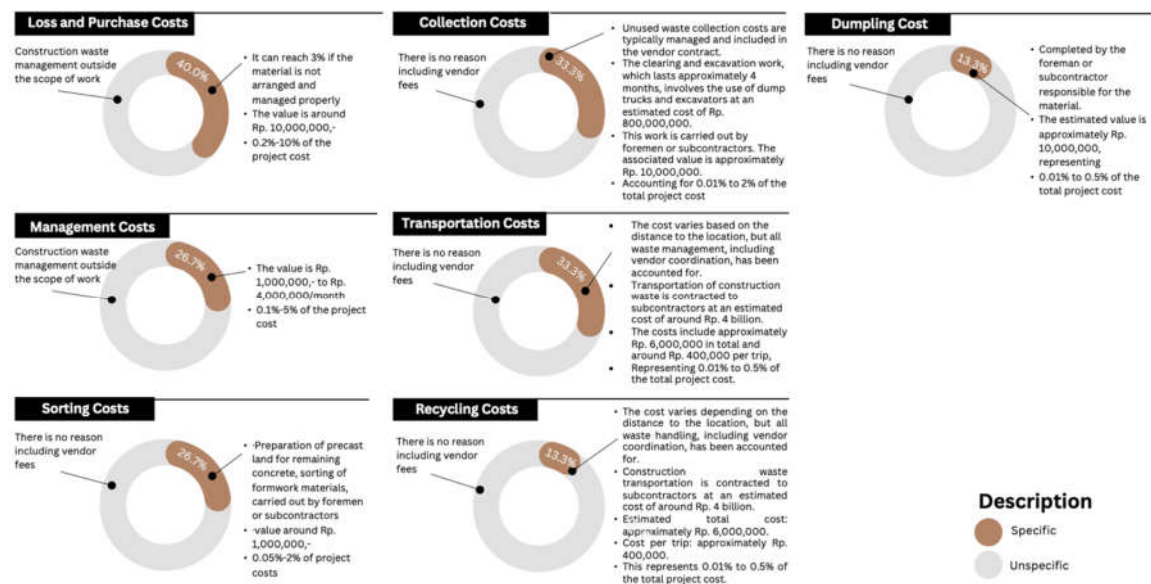 Loss and Purchase Costs
Construction waste
management outside
the scope of work
40.0%
• It can reach 3% if the
material is not
arranged and
managed properly
• The value is around
Rp. 10,000,000,-
• 0.2%-10% of the
project cost
Collection Costs
There is no reason
including vendor
fees
33.3%
• Unused waste collection costs are
typically managed and included in
the vendor contract.
• The clearing and excavation work,
which lasts approximately 4
months, involves the use of dump
trucks and excavators at an
estimated cost of Rp.
800,000,000.
• This work is carried out by
foremen or subcontractors. The
associated value is approximately
Rp. 10,000,000.
• Accounting for 0.01% to 2% of the
total project cost
Dumpling Cost
There is no reason
including vendor
fees
13.3%
• Completed by the
foreman or
subcontractor
responsible for the
material.
• The estimated value is
approximately Rp.
10,000,000,
representing
• 0.01% to 0.5% of the
total project cost
Management Costs
Construction waste
management outside
the scope of work
26.7%
• The value is Rp.
1,000,000,- to Rp.
4,000,000/month
• 0.1%-5% of the project
cost
Transportation Costs
There is no reason
including vendor
fees
33.3%
• The cost varies based on the
distance to the location, but all
waste management, including
vendor coordination, has been
accounted for.
• Transportation of construction
waste is contracted to
subcontractors at an estimated
cost of around Rp. 4 billion.
• The costs include approximately
Rp. 6,000,000 in total and
around Rp. 400,000 per trip,
• Representing 0.01% to 0.5% of
the total project cost.
Sorting Costs
There is no reason
including vendor
fees
26.7%
• ·Preparation of precast
land for remaining
concrete, sorting of
formwork materials,
carried out by foremen
or subcontractors
• ·value around Rp.
1,000,000,-
• 0.05%-2% of project
costs
Recycling Costs
There is no reason
including vendor
fees
13.3%
• The cost varies depending on the
distance to the location, but all
waste handling, including vendor
coordination, has been accounted
for.
• Construction waste
transportation is contracted to
subcontractors at an estimated
cost of around Rp. 4 billion.
• Estimated total cost:
approximately Rp. 6,000,000.
• Cost per trip: approximately Rp.
400,000.
• This represents 0.01% to 0.5% of
the total project cost.
Description
Specific
Unspecific